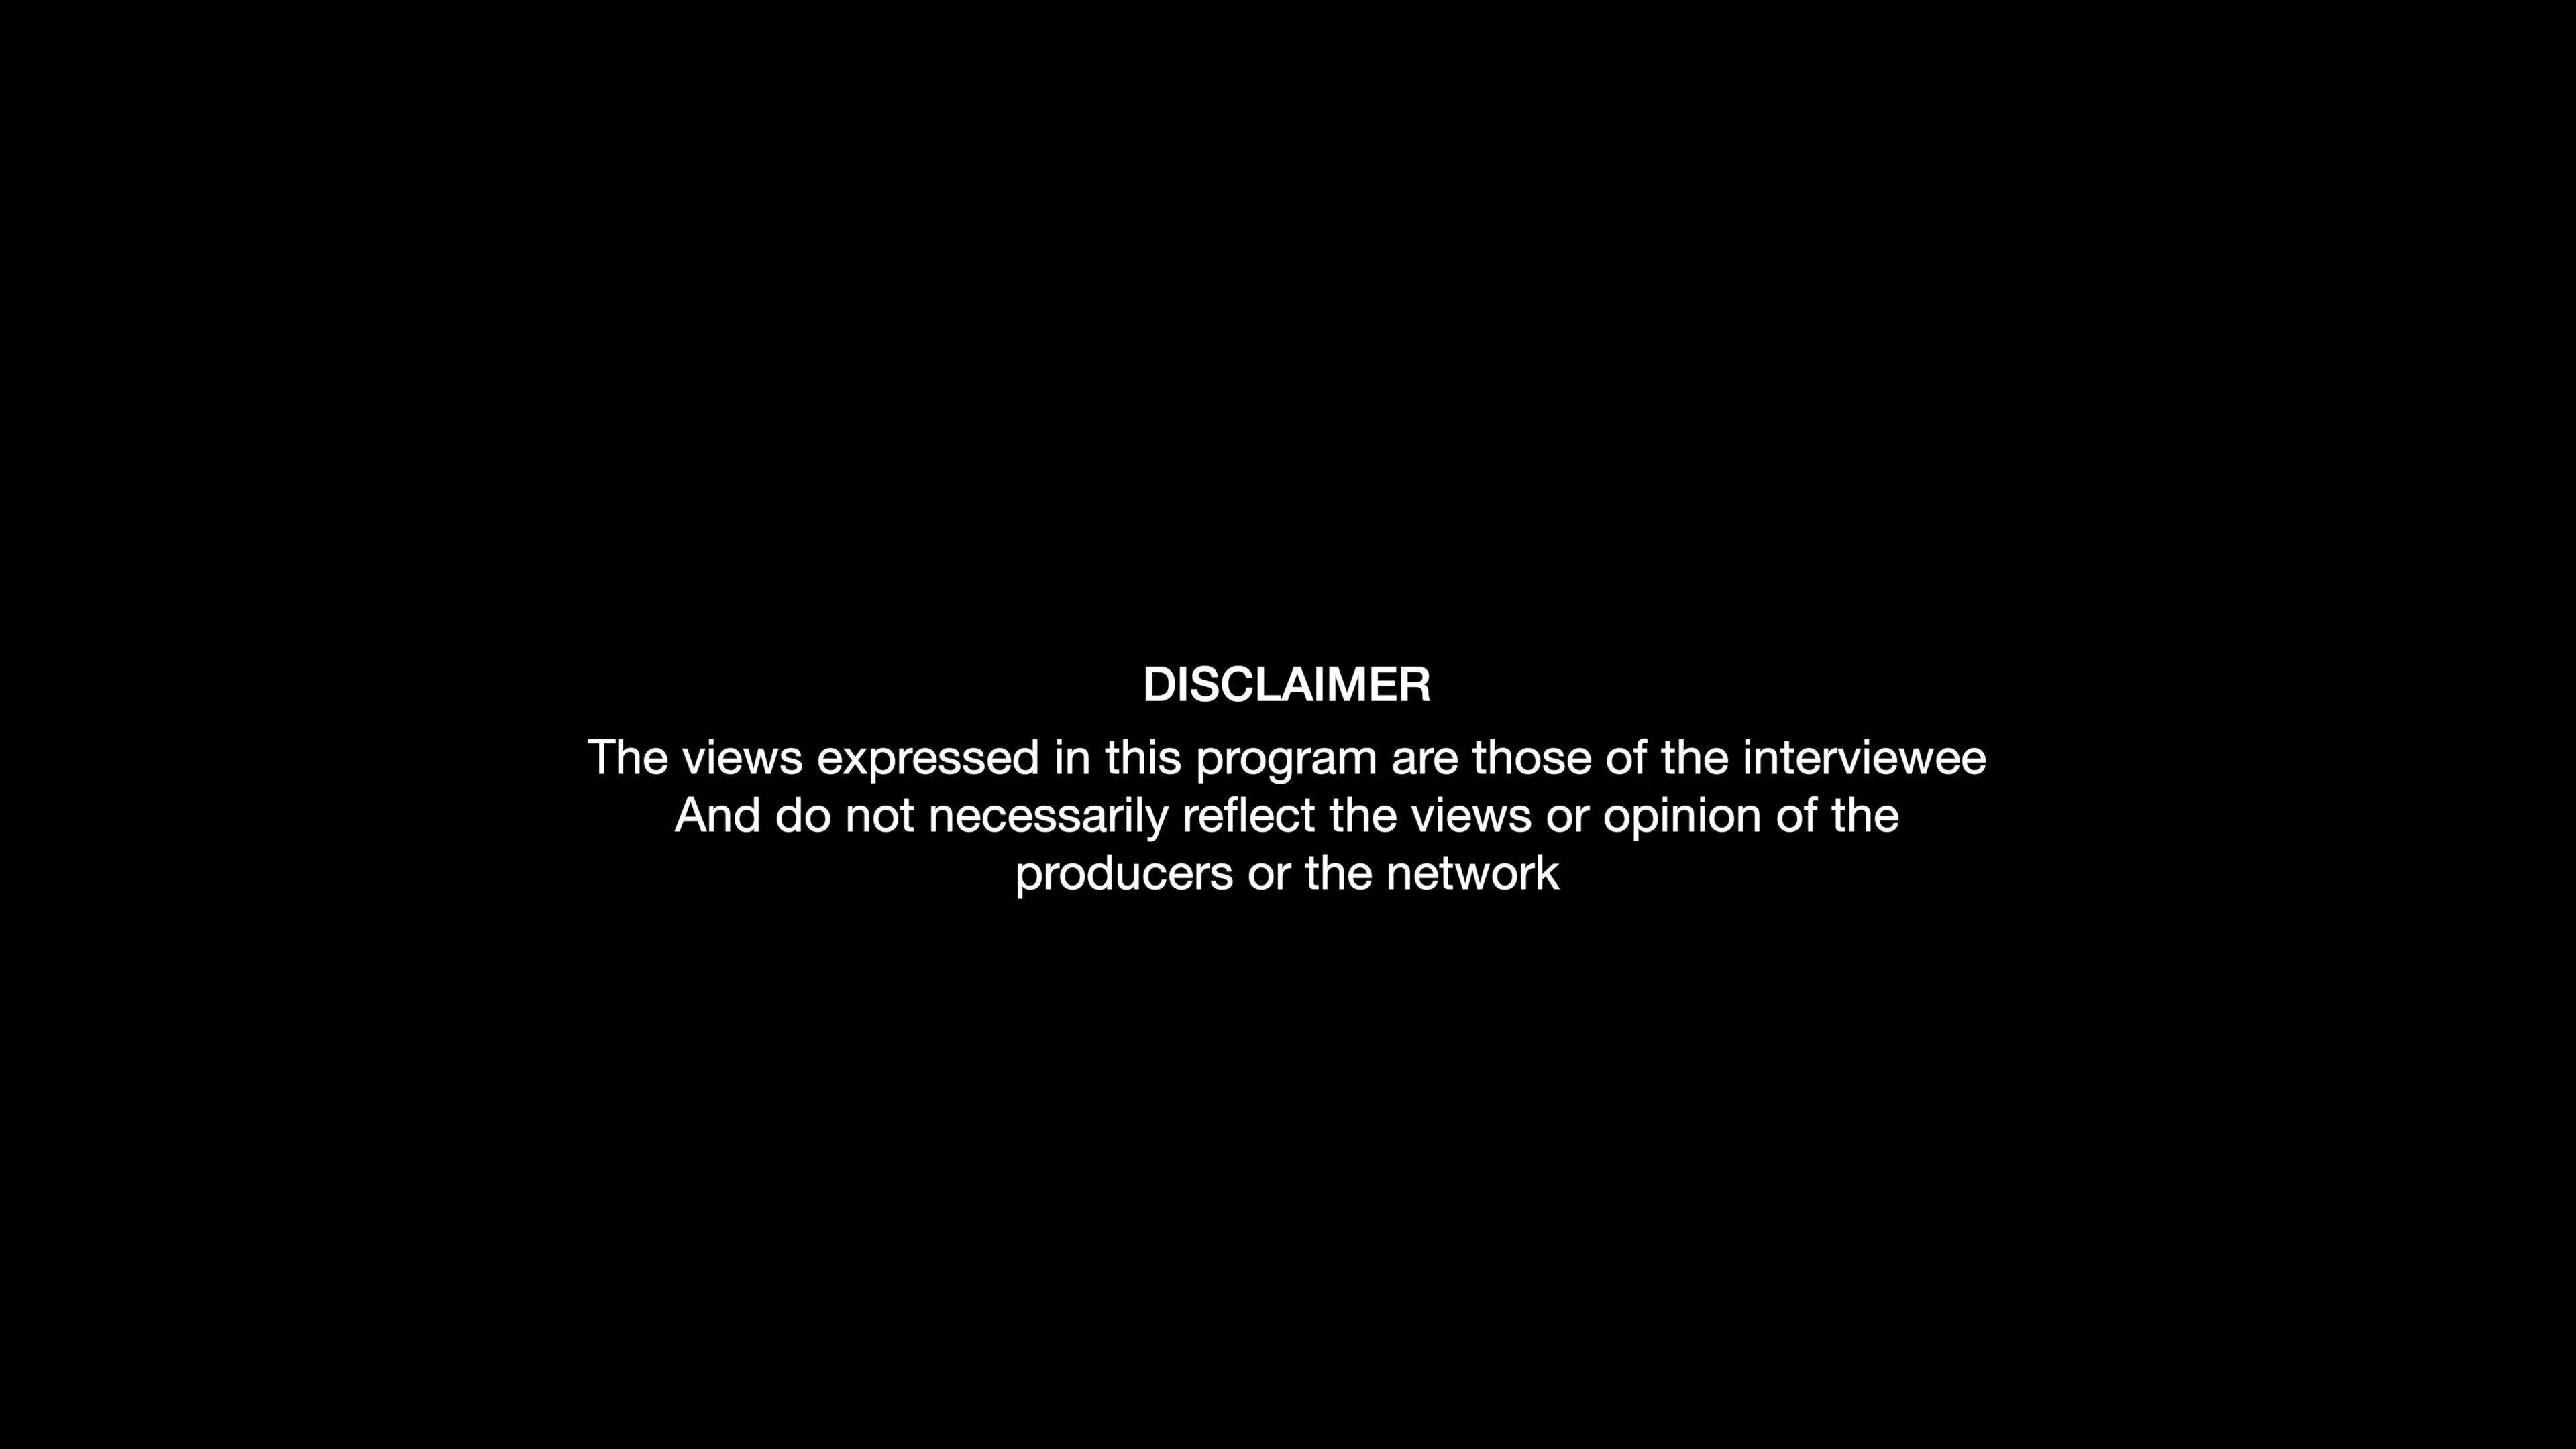 DISCLAIMER
The views expressed in this program are those of the interviewee
And do not necessarily reflect the views or opinion of the
producers or the network